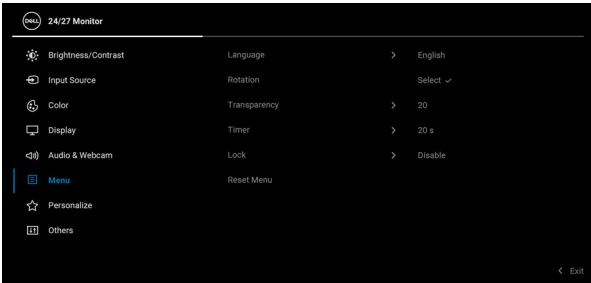 DELL
24/27 Monitor
Brightness/Contrast
Input Source
Color
Display
Audio & Webcam
Menu
Personalize
Others
Language > English
Rotation Select ✓
Transparency > 20
Timer > 20 s
Lock > Disable
Reset Menu
< Exit